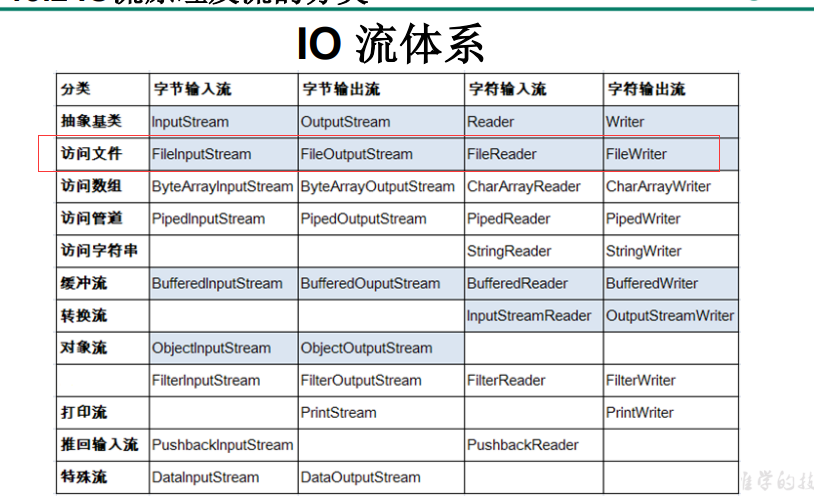 IO 流体系
分类 字节输入流 字节输出流 字符输入流 字符输出流
抽象基类 InputStream OutputStream Reader Writer
访问文件 FileInputStream FileOutputStream FileReader FileWriter
访问数组 ByteArrayInputStream ByteArrayOutputStream CharArrayReader CharArrayWriter
访问管道 PipedInputStream PipedOutputStream PipedReader PipedWriter
访问字符串 StringReader StringWriter
缓冲流 BufferedInputStream BufferedOuputStream BufferedReader BufferedWriter
转换流 InputStreamReader OutputStreamWriter
对象流 ObjectInputStream ObjectOutputStream
FilterInputStream FilterOutputStream FilterReader FilterWriter
打印流 PrintStream PrintWriter
推回输入流 PushbackInputStream PushbackReader
特殊流 DataInputStream DataOutputStream